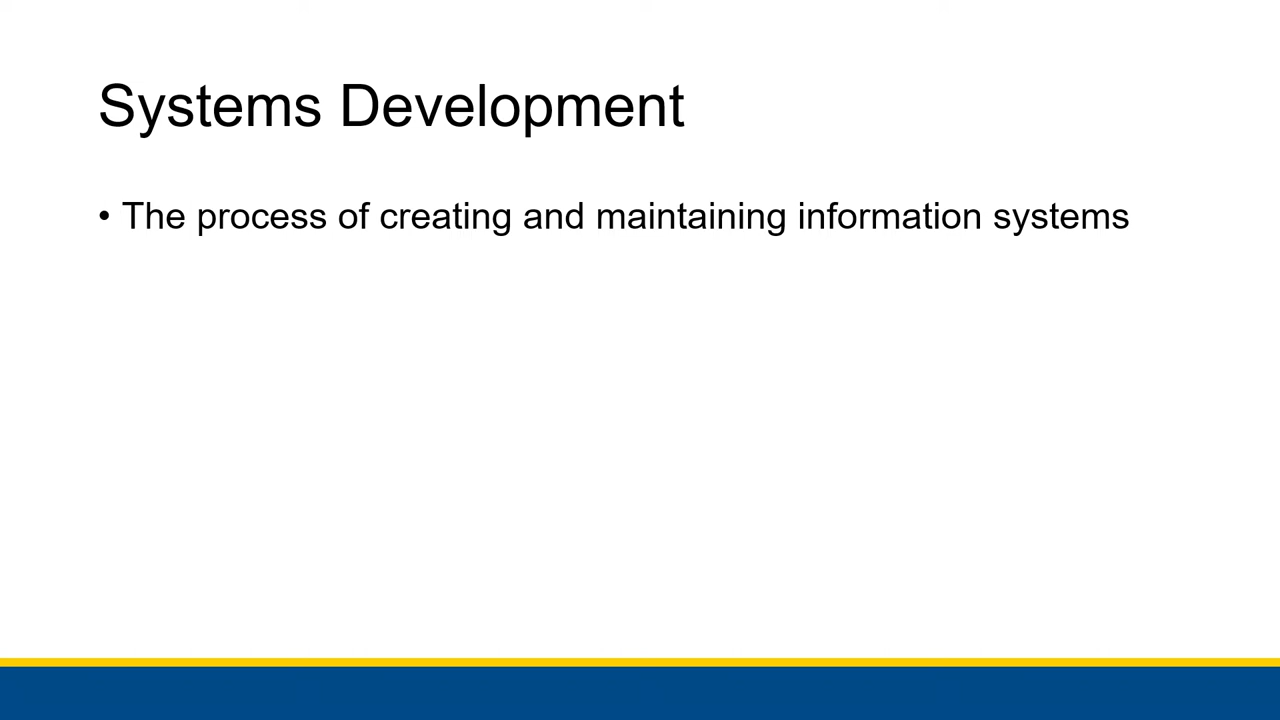 Systems Development
• The process of creating and maintaining information systems